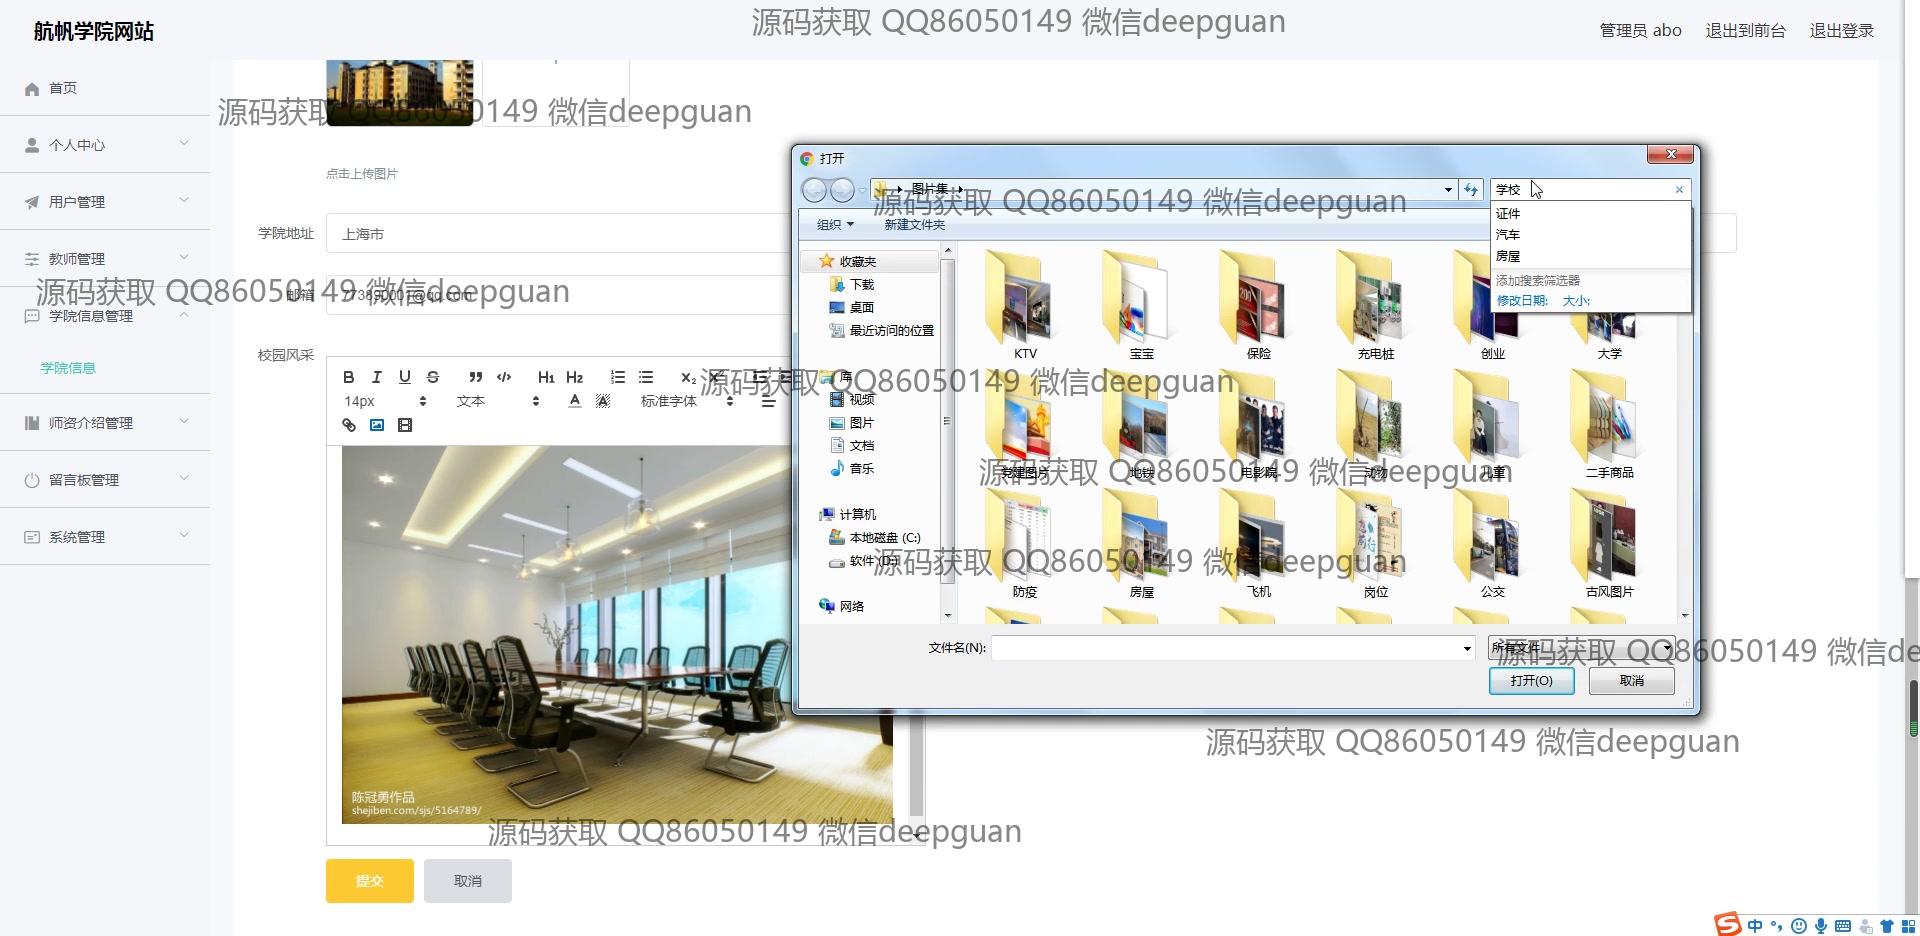 航帆学院网站
源码获取 QQ86050149 微信deepguan
管理员 abo
退出到前台
退出登录
首页
个人中心
用户管理
教师管理
学院信息管理
学院信息
师资介绍管理
留言板管理
系统管理
源码获取 QQ86050149 微信deepguan
点击上传图片
学院地址
上海市
源码获取 QQ86050149 微信deepguan
邮箱
773890001@qq.com
校园风采
B I U S ” </> H1 H2 X2
14px
文本
A
标准字体
陈冠勇作品
shejiben.com/sjs/5164789/
源码获取 QQ86050149 微信deepguan
提交
取消
打开
图片集
源码获取 QQ86050149 微信deepguan
学校
证件
汽车
房屋
添加搜索筛选器
修改日期:
大小:
组织
新建文件夹
收藏夹
下载
桌面
最近访问的位置
库
视频
图片
文档
音乐
计算机
本地磁盘 (C:)
软件 (D:)
网络
KTV
宝宝
保险
充电桩
创业
大学
源码获取 QQ86050149 微信deepguan
党建图片
地铁
电影院
动物
儿童
二手商品
源码获取 QQ86050149 微信deepguan
源码获取 QQ86050149 微信deepguan
防疫
房屋
飞机
岗位
公交
古风图片
文件名(N):
所有文件
源码获取 QQ86050149 微信de
打开(O)
取消
源码获取 QQ86050149 微信deepguan
中